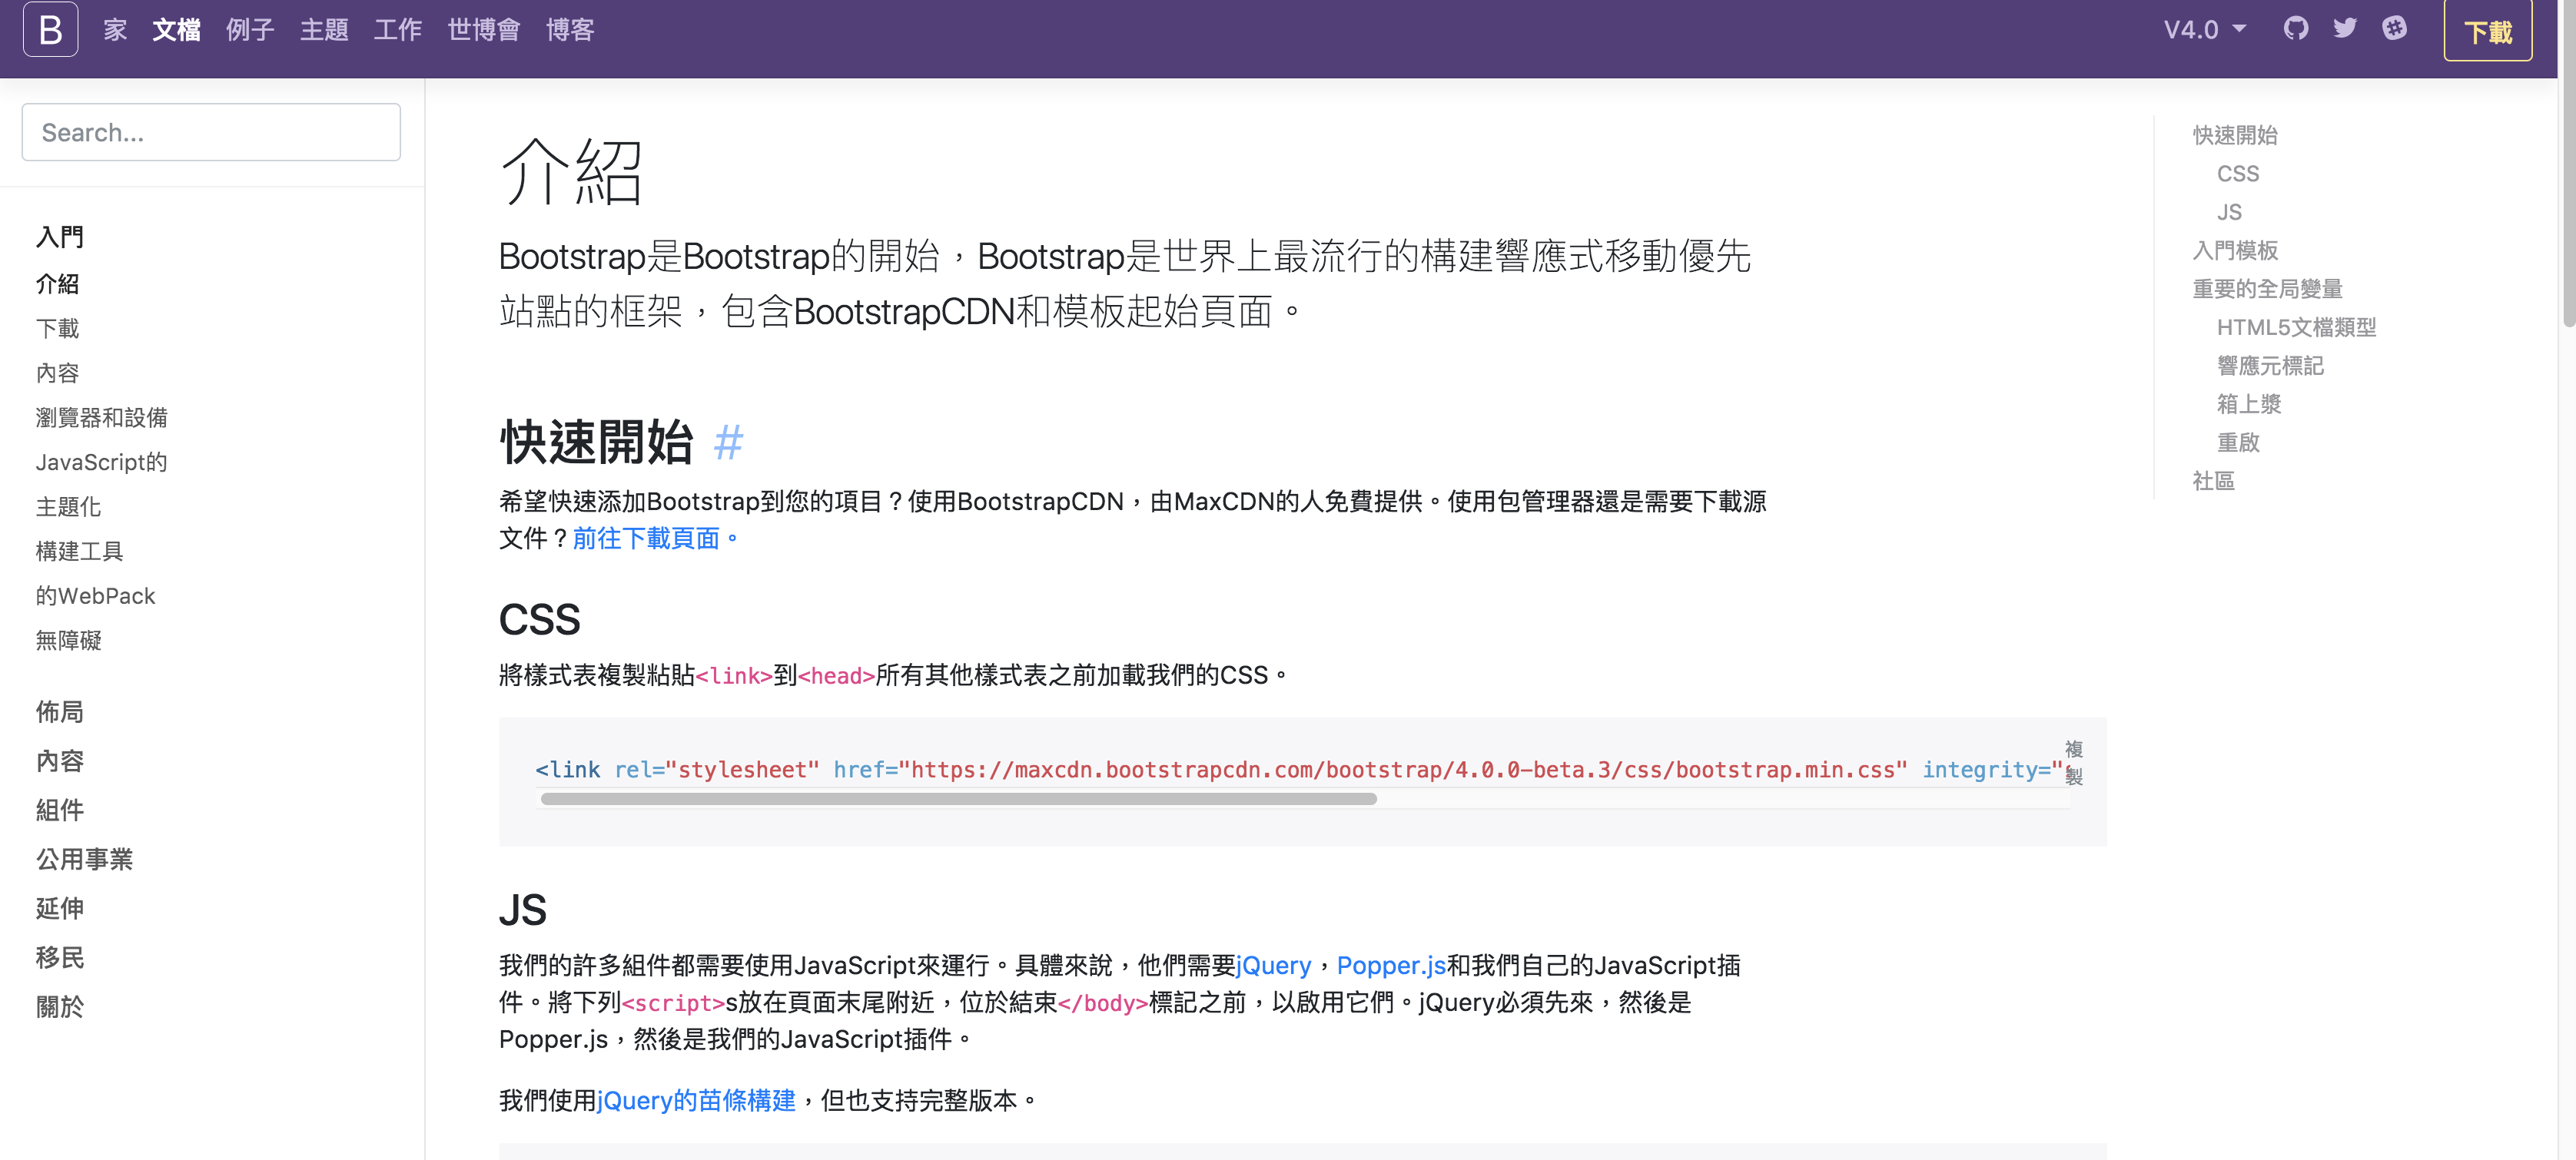 B 家 文檔 例子 主題 工作 世博會 博客 V4.0 下載
Search...
入門
介紹
下載
內容
瀏覽器和設備
JavaScript的
主題化
構建工具
的WebPack
無障礙
佈局
內容
組件
公用事業
延伸
移民
關於
介紹
Bootstrap是Bootstrap的開始，Bootstrap是世界上最流行的構建響應式移動優先
站點的框架，包含BootstrapCDN和模板起始頁面。
快速開始 #
希望快速添加Bootstrap到您的項目？使用BootstrapCDN，由MaxCDN的人免費提供。使用包管理器還是需要下載源
文件？前往下載頁面。
CSS
將樣式表複製粘貼<link>到<head>所有其他樣式表之前加載我們的CSS。
複製
<link rel="stylesheet" href="https://maxcdn.bootstrapcdn.com/bootstrap/4.0.0-beta.3/css/bootstrap.min.css" integrity="
JS
我們的許多組件都需要使用JavaScript來運行。具體來說，他們需要jQuery，Popper.js和我們自己的JavaScript插
件。將下列<script>s放在頁面末尾附近，位於結束</body>標記之前，以啟用它們。jQuery必須先來，然後是
Popper.js，然後是我們的JavaScript插件。
我們使用jQuery的苗條構建，但也支持完整版本。
快速開始
CSS
JS
入門模板
重要的全局變量
HTML5文檔類型
響應元標記
箱上漿
重啟
社區